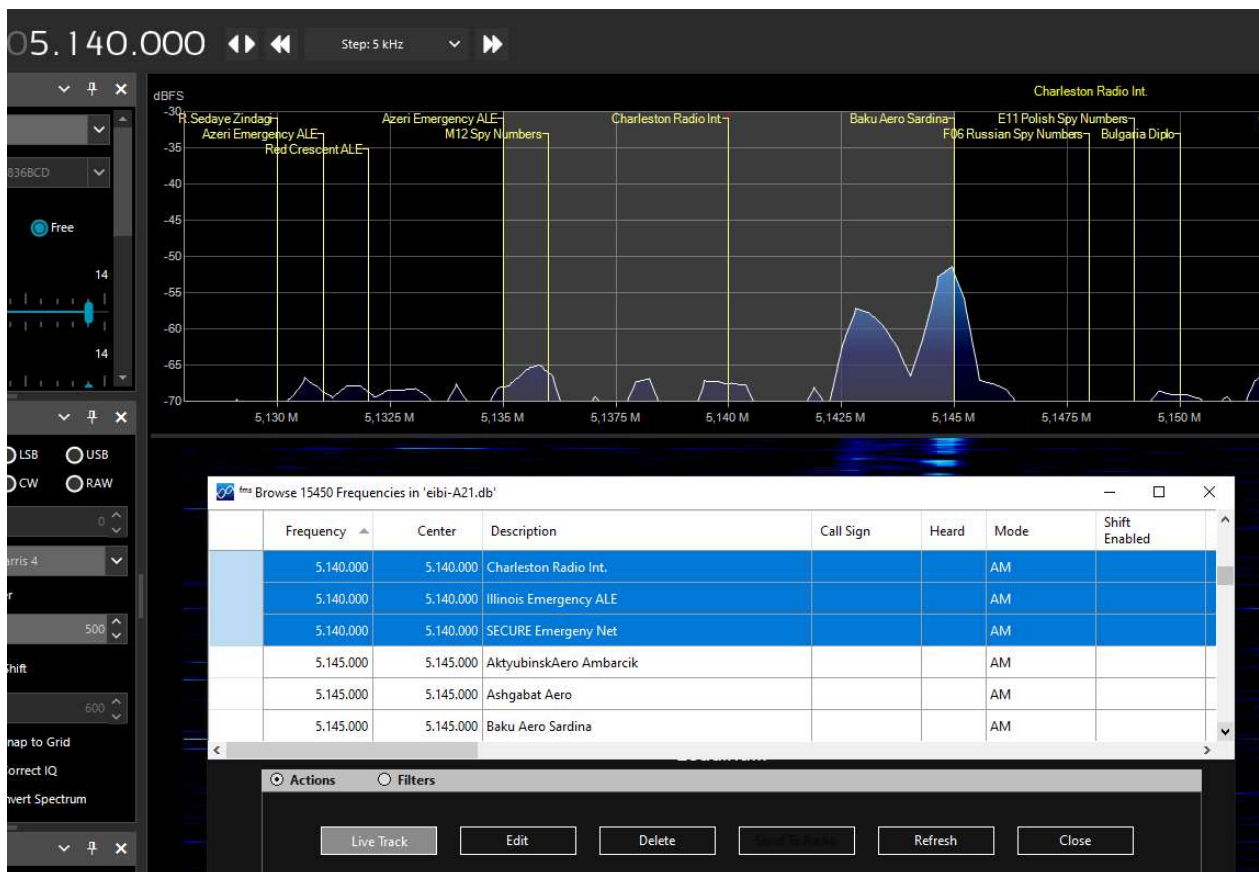 05.140.000
Step: 5 kHz
dBFS
Charleston Radio Int.
-30
R.Sedaye Zindagi
Azeri Emergency ALE
Charleston Radio Int
Baku Aero Sardina
E11 Polish Spy Numbers
Azeri Emergency ALE
M12 Spy Numbers
F06 Russian Spy Numbers
Bulgaria Diplo
-35
Red Crescent ALE
836BCD
-40
-45
Free
-50
14
-55
-60
14
-65
-70
5,130 M
5,1325 M
5,135 M
5,1375 M
5,140 M
5,1425 M
5,145 M
5,1475 M
5,150 M
LSB
USB
CW
RAW
0
arris 4
r
500
Shift
600
nap to Grid
orrect IQ
nvert Spectrum
fms Browse 15450 Frequencies in 'eibi-A21.db'
Frequency Center Description Call Sign Heard Mode Shift Enabled
5.140.000 5.140.000 Charleston Radio Int. AM
5.140.000 5.140.000 Illinois Emergency ALE AM
5.140.000 5.140.000 SECURE Emergeny Net AM
5.145.000 5.145.000 AktyubinskAero Ambarcik AM
5.145.000 5.145.000 Ashgabat Aero AM
5.145.000 5.145.000 Baku Aero Sardina AM
Actions
Filters
Live Track
Edit
Delete
Refresh
Close